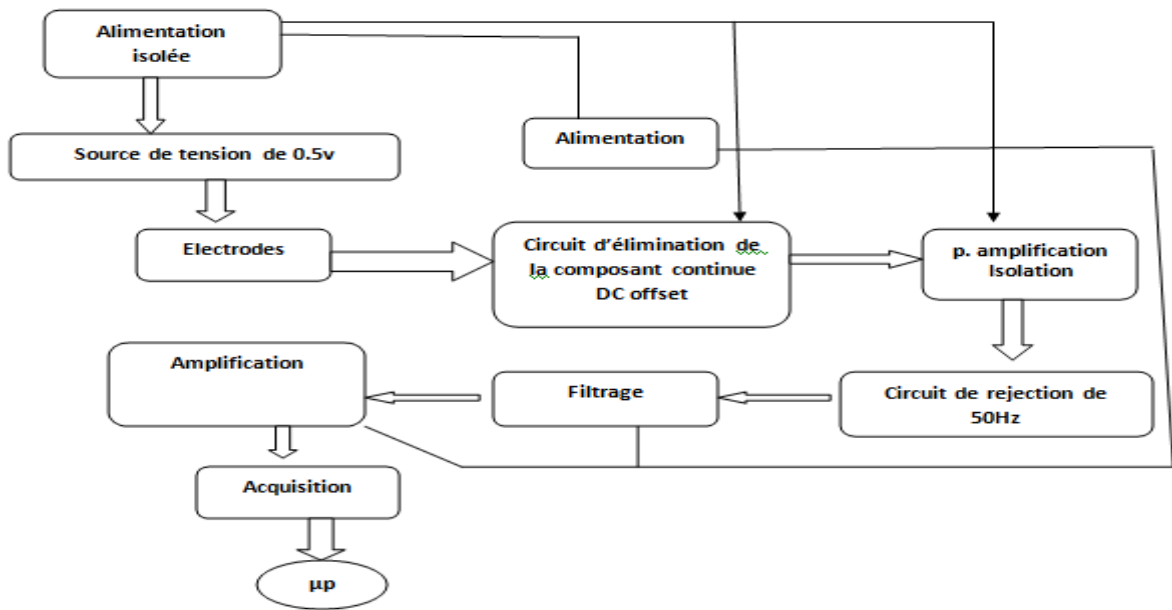 Alimentation
isolée
Alimentation
Source de tension de 0.5v
Electrodes
Circuit d’élimination de
la composant continue
DC offset
p. amplification
Isolation
Amplification
Filtrage
Circuit de rejection de
50Hz
Acquisition
µp